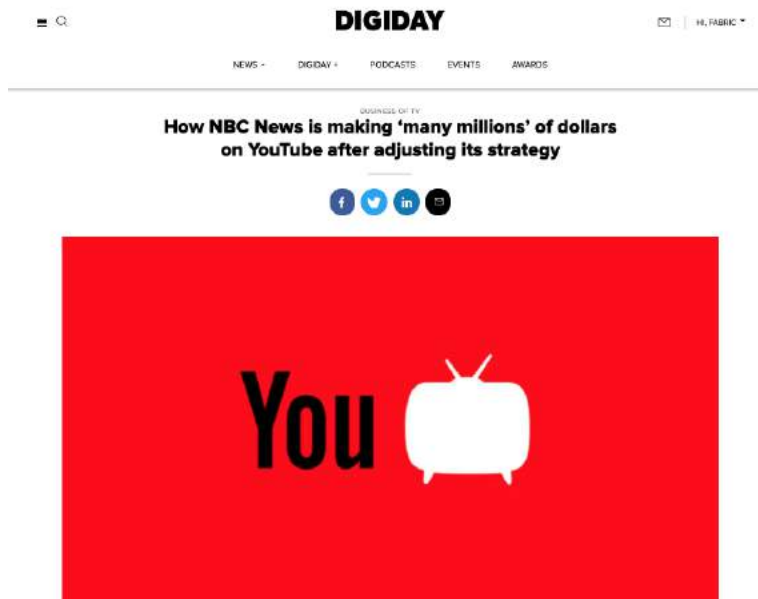 DIGIDAY
HI, FABRIC
NEWS
DIGIDAY +
PODCASTS
EVENTS
AWARDS
BUSINESS OF TV
How NBC News is making ‘many millions’ of dollars
on YouTube after adjusting its strategy
f
in
You